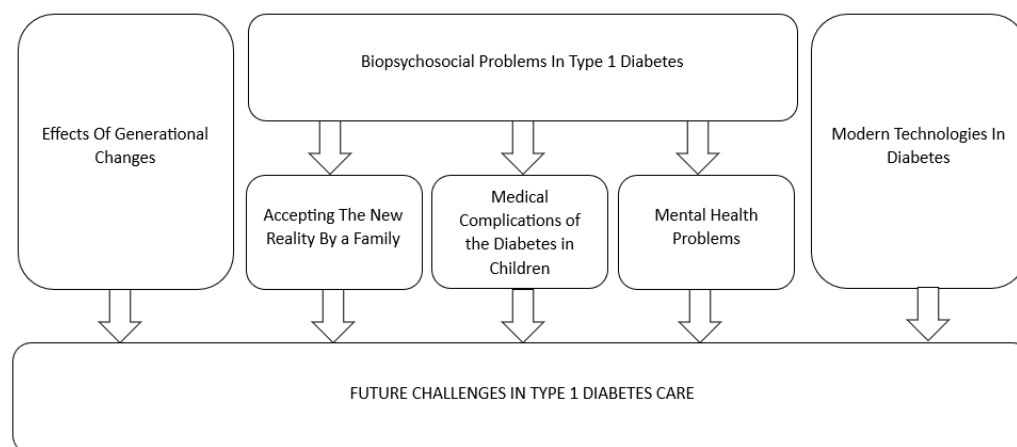 Biopsychosocial Problems In Type 1 Diabetes
Effects Of Generational
Changes
Modern Technologies In
Diabetes
Accepting The New
Reality By a Family
Medical
Complications of
the Diabetes in
Children
Mental Health
Problems
FUTURE CHALLENGES IN TYPE 1 DIABETES CARE